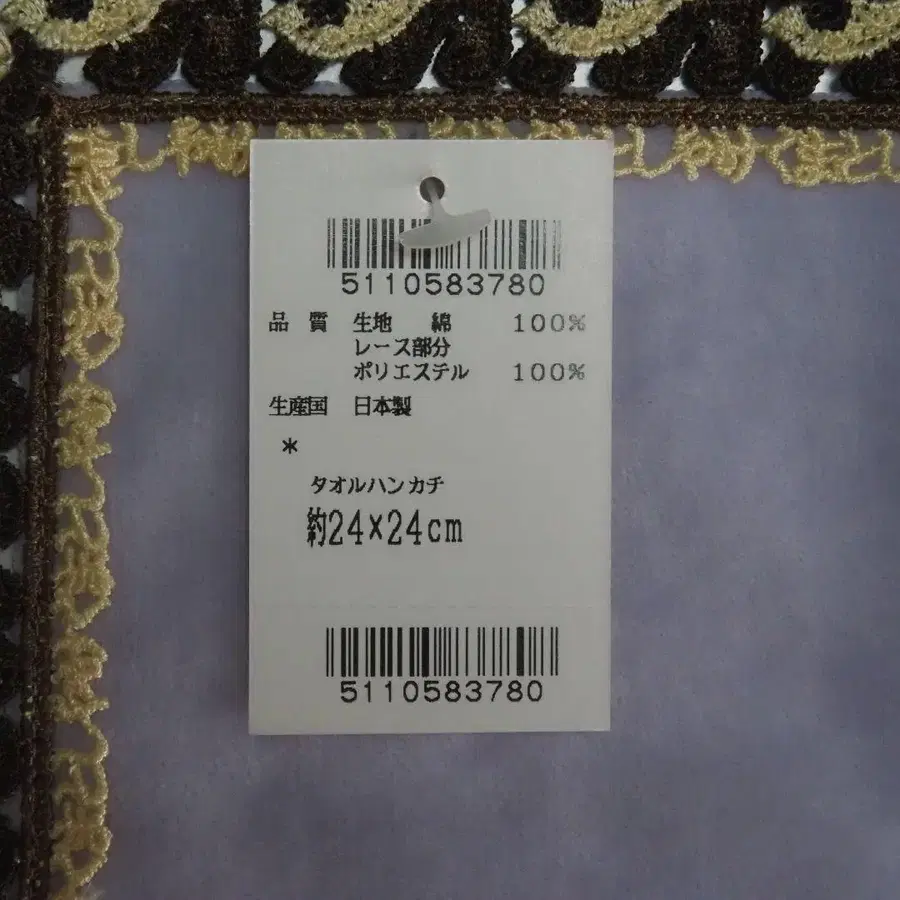 5110583780
品 質 生地 綿 100%
レース部分
ポリエステル 100%
生産国 日本製
*
タオルハンカチ
約24×24cm
5110583780